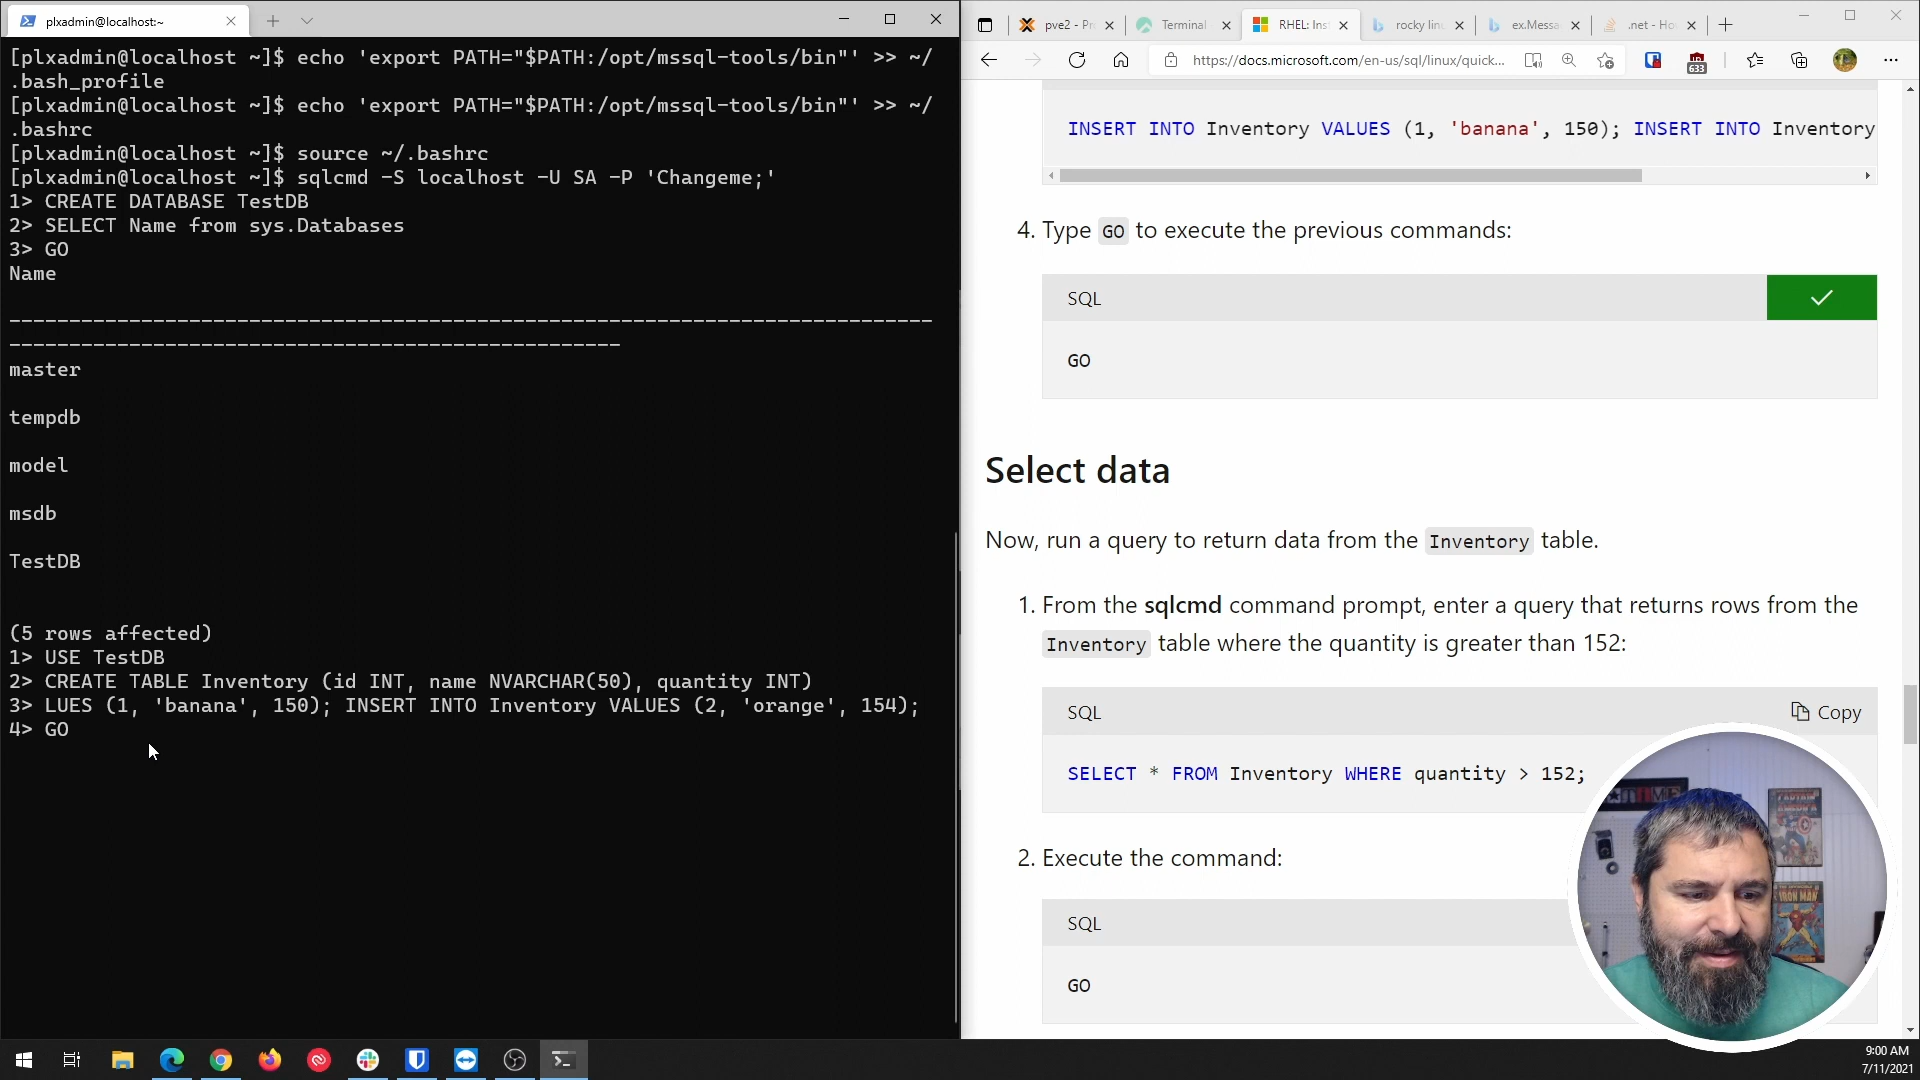 plxadmin@localhost:~
[plxadmin@localhost ~]$ echo 'export PATH="$PATH:/opt/mssql-tools/bin"' >> ~/
.bash_profile
[plxadmin@localhost ~]$ echo 'export PATH="$PATH:/opt/mssql-tools/bin"' >> ~/
.bashrc
[plxadmin@localhost ~]$ source ~/.bashrc
[plxadmin@localhost ~]$ sqlcmd -S localhost -U SA -P 'Changeme;'
1> CREATE DATABASE TestDB
2> SELECT Name from sys.Databases
3> GO
Name
--------------------------------------------------------------------------------
---------------------------------------------------
master
tempdb
model
msdb
TestDB
(5 rows affected)
1> USE TestDB
2> CREATE TABLE Inventory (id INT, name NVARCHAR(50), quantity INT)
3> LUES (1, 'banana', 150); INSERT INTO Inventory VALUES (2, 'orange', 154);
4> GO
pve2 - Pr
Terminal
RHEL: Ins
rocky lin
ex.Messa
.net - Ho
https://docs.microsoft.com/en-us/sql/linux/quick...
633
INSERT INTO Inventory VALUES (1, 'banana', 150); INSERT INTO Inventory
4. Type GO to execute the previous commands:
SQL
GO
Select data
Now, run a query to return data from the Inventory table.
1. From the sqlcmd command prompt, enter a query that returns rows from the
Inventory table where the quantity is greater than 152:
SQL
Copy
SELECT * FROM Inventory WHERE quantity > 152;
2. Execute the command:
SQL
GO
CAPTAIN AMERICA
IRON MAN
9:00 AM
7/11/2021